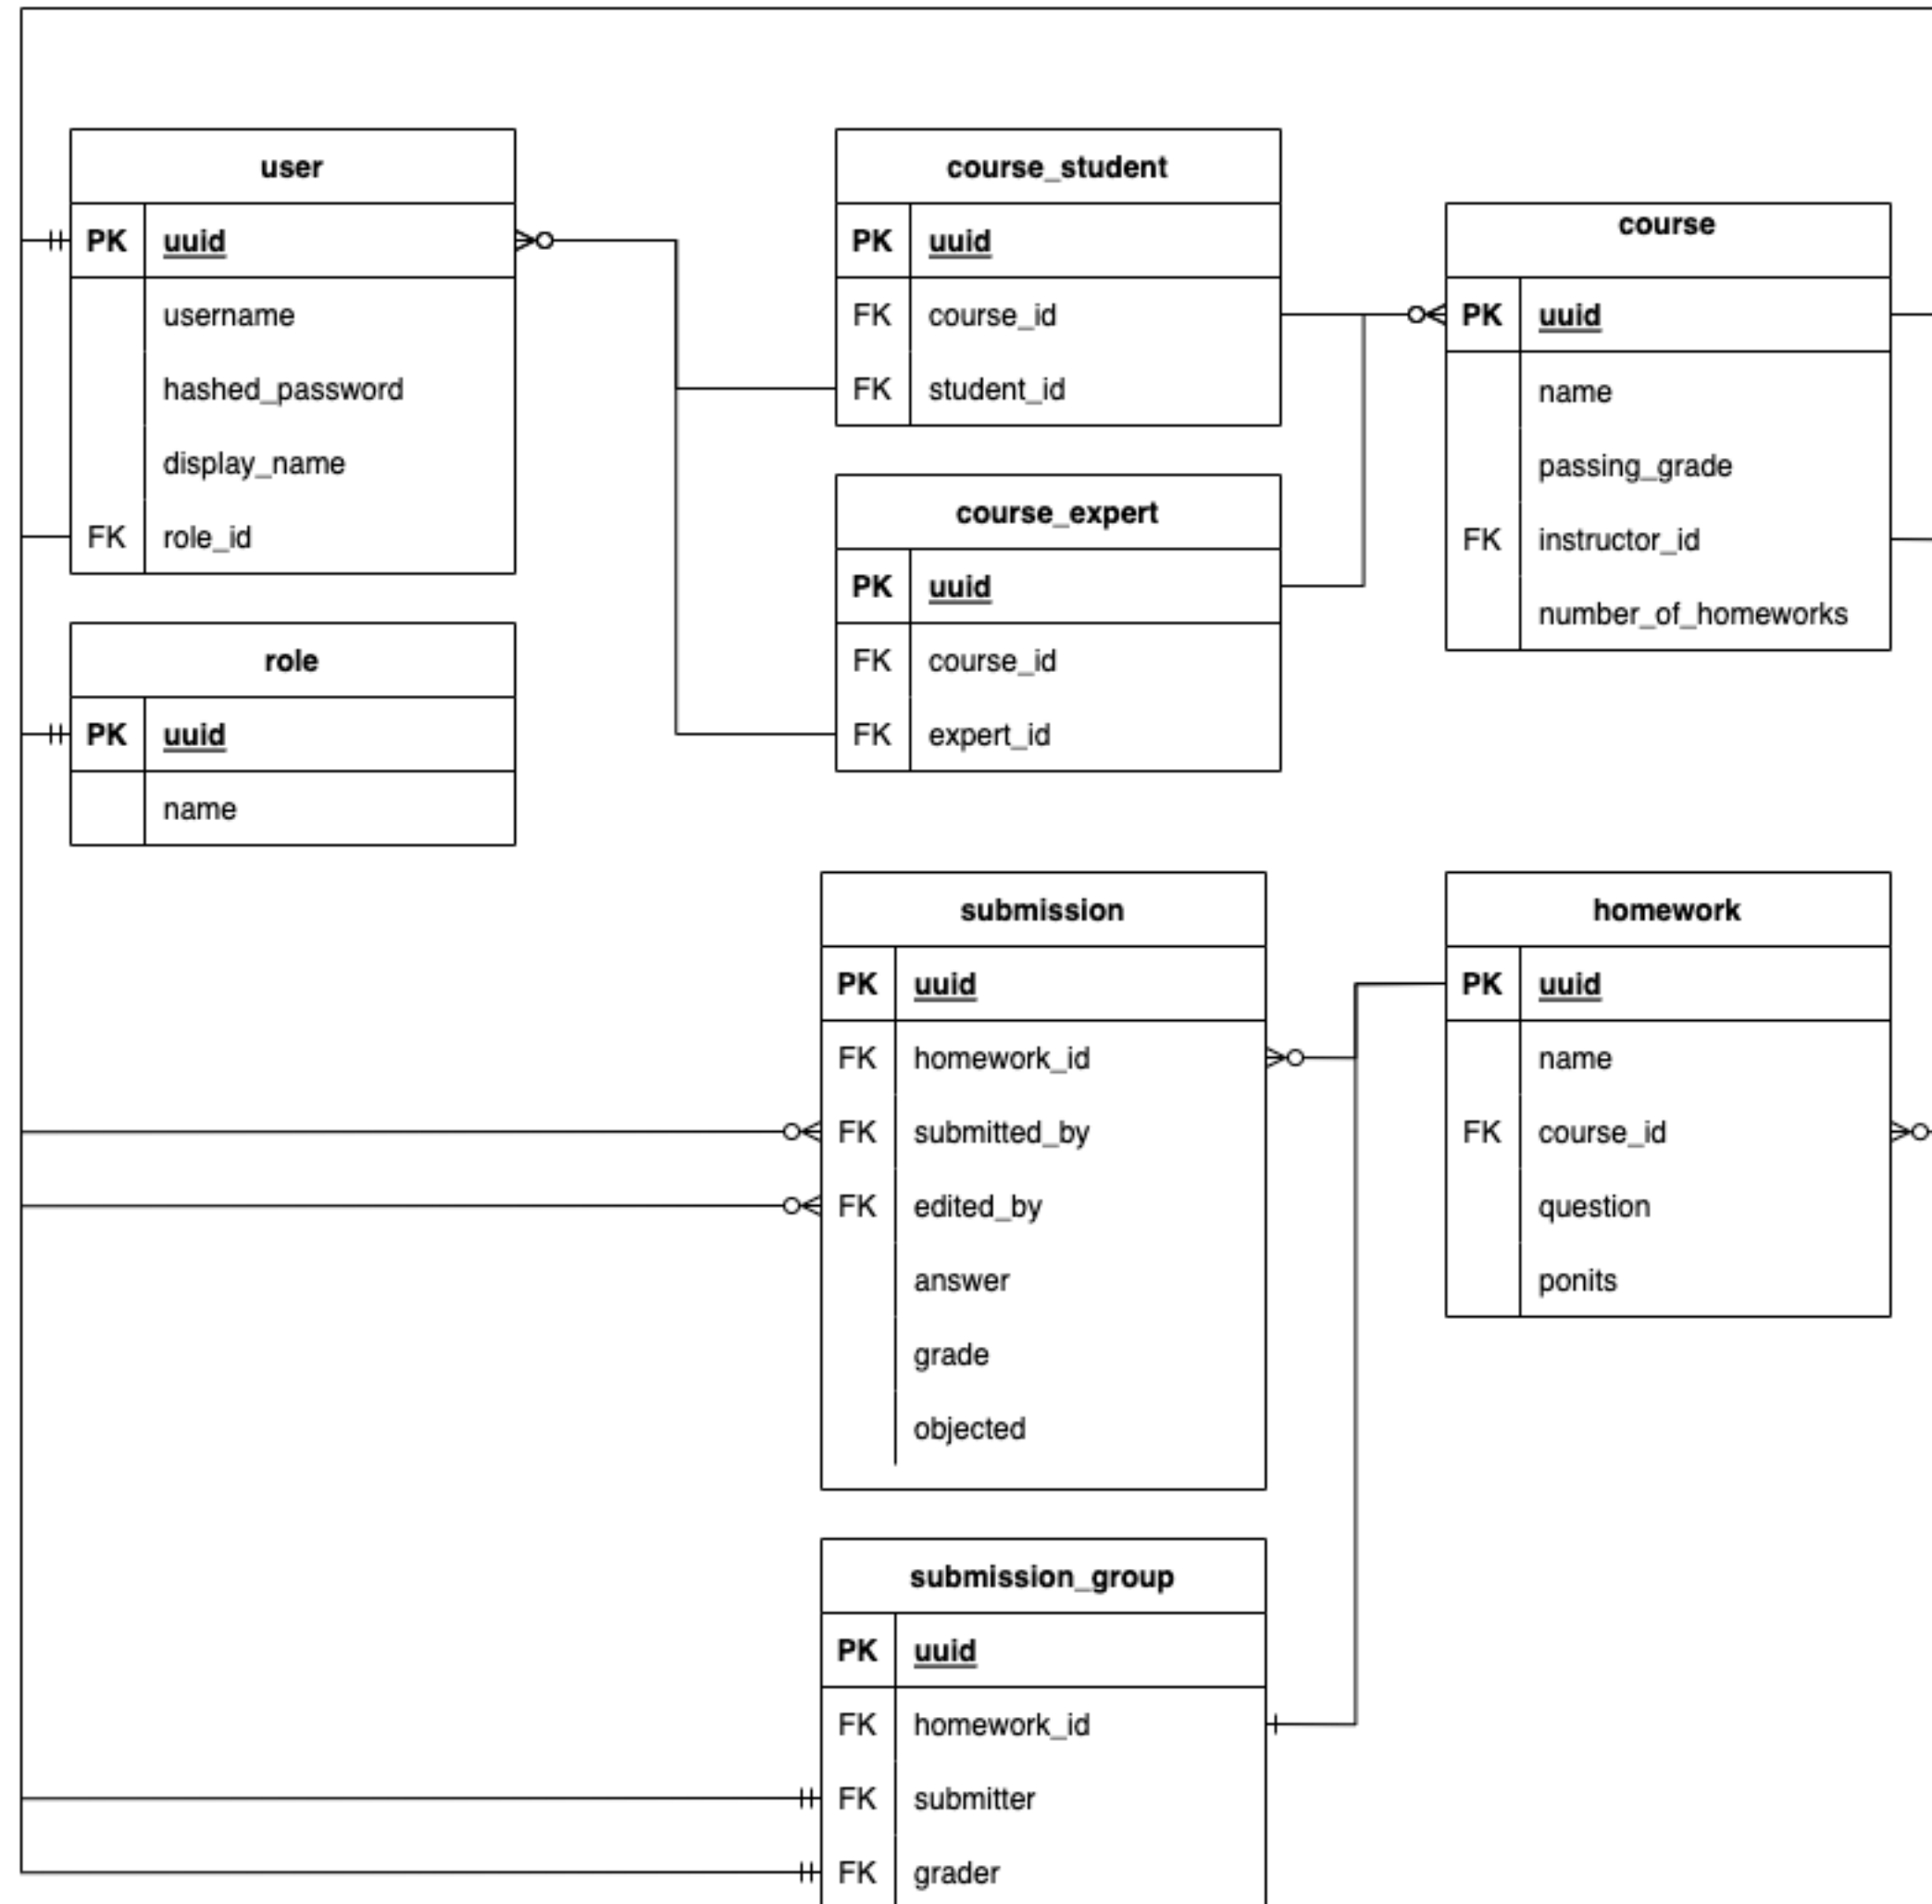 user
PK uuid
username
hashed_password
display_name
FK role_id
role
PK uuid
name
course_student
PK uuid
FK course_id
FK student_id
course_expert
PK uuid
FK course_id
FK expert_id
course
PK uuid
name
passing_grade
FK instructor_id
number_of_homeworks
submission
PK uuid
FK homework_id
FK submitted_by
FK edited_by
answer
grade
objected
homework
PK uuid
name
FK course_id
question
ponits
submission_group
PK uuid
FK homework_id
FK submitter
FK grader